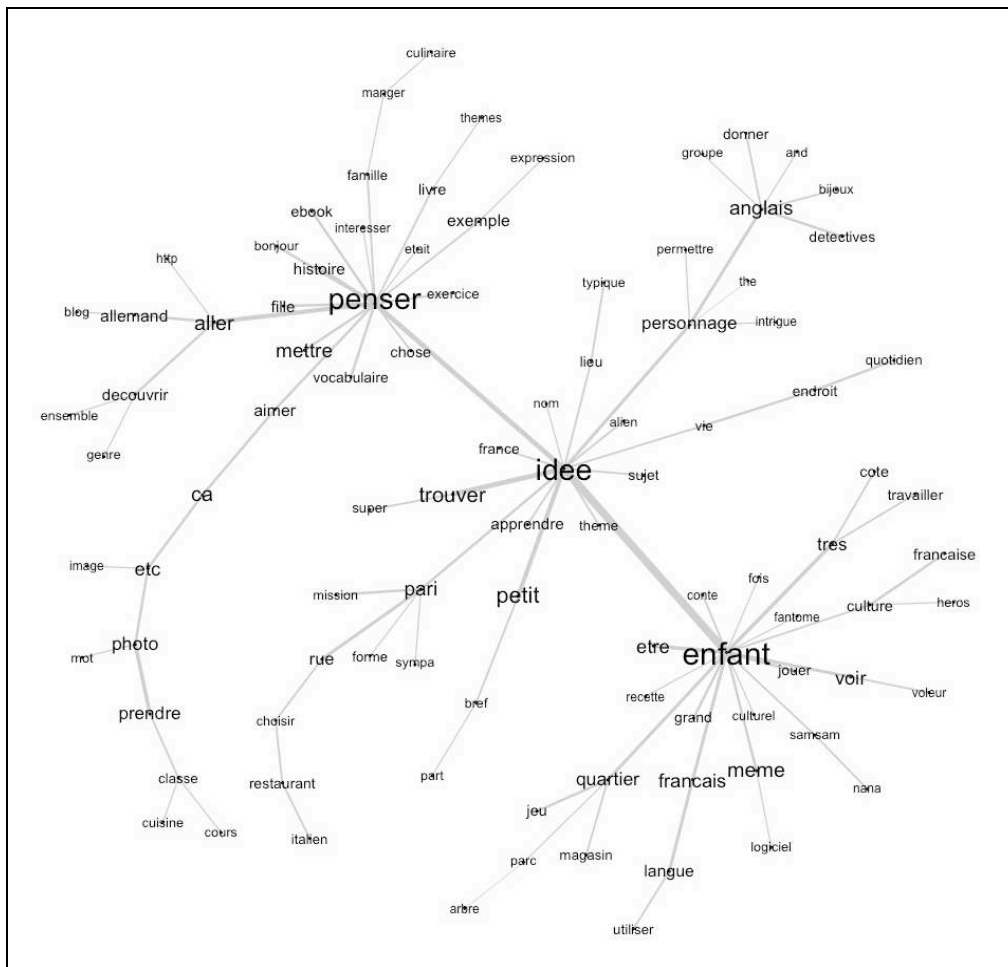 culinaire
manger
themes
donner
groupe
and
expression
famille
livre
bijoux
ebook
exemple
anglais
interesser
bonjour
etait
detectives
http
histoire
permettre
penser
exercice
the
typique
fille
blog
allemand
aller
personnage
intrigue
mettre
chose
lieu
quotidien
vocabulaire
endroit
decouvrir
ensemble
aimer
nom
alien
vie
genre
france
idee
sujet
cote
ca
trouver
travailler
super
apprendre
theme
tres
francaise
image
etc
fois
pari
mission
petit
conte
culture
heros
fantome
photo
mot
rue
forme
sympa
etre
enfant
jouer
voir
voleur
recette
bref
prendre
choisir
grand
culturel
samsam
classe
restaurant
part
quartier
francais
meme
nana
jeu
cuisine
cours
italien
logiciel
parc
magasin
langue
arbre
utiliser